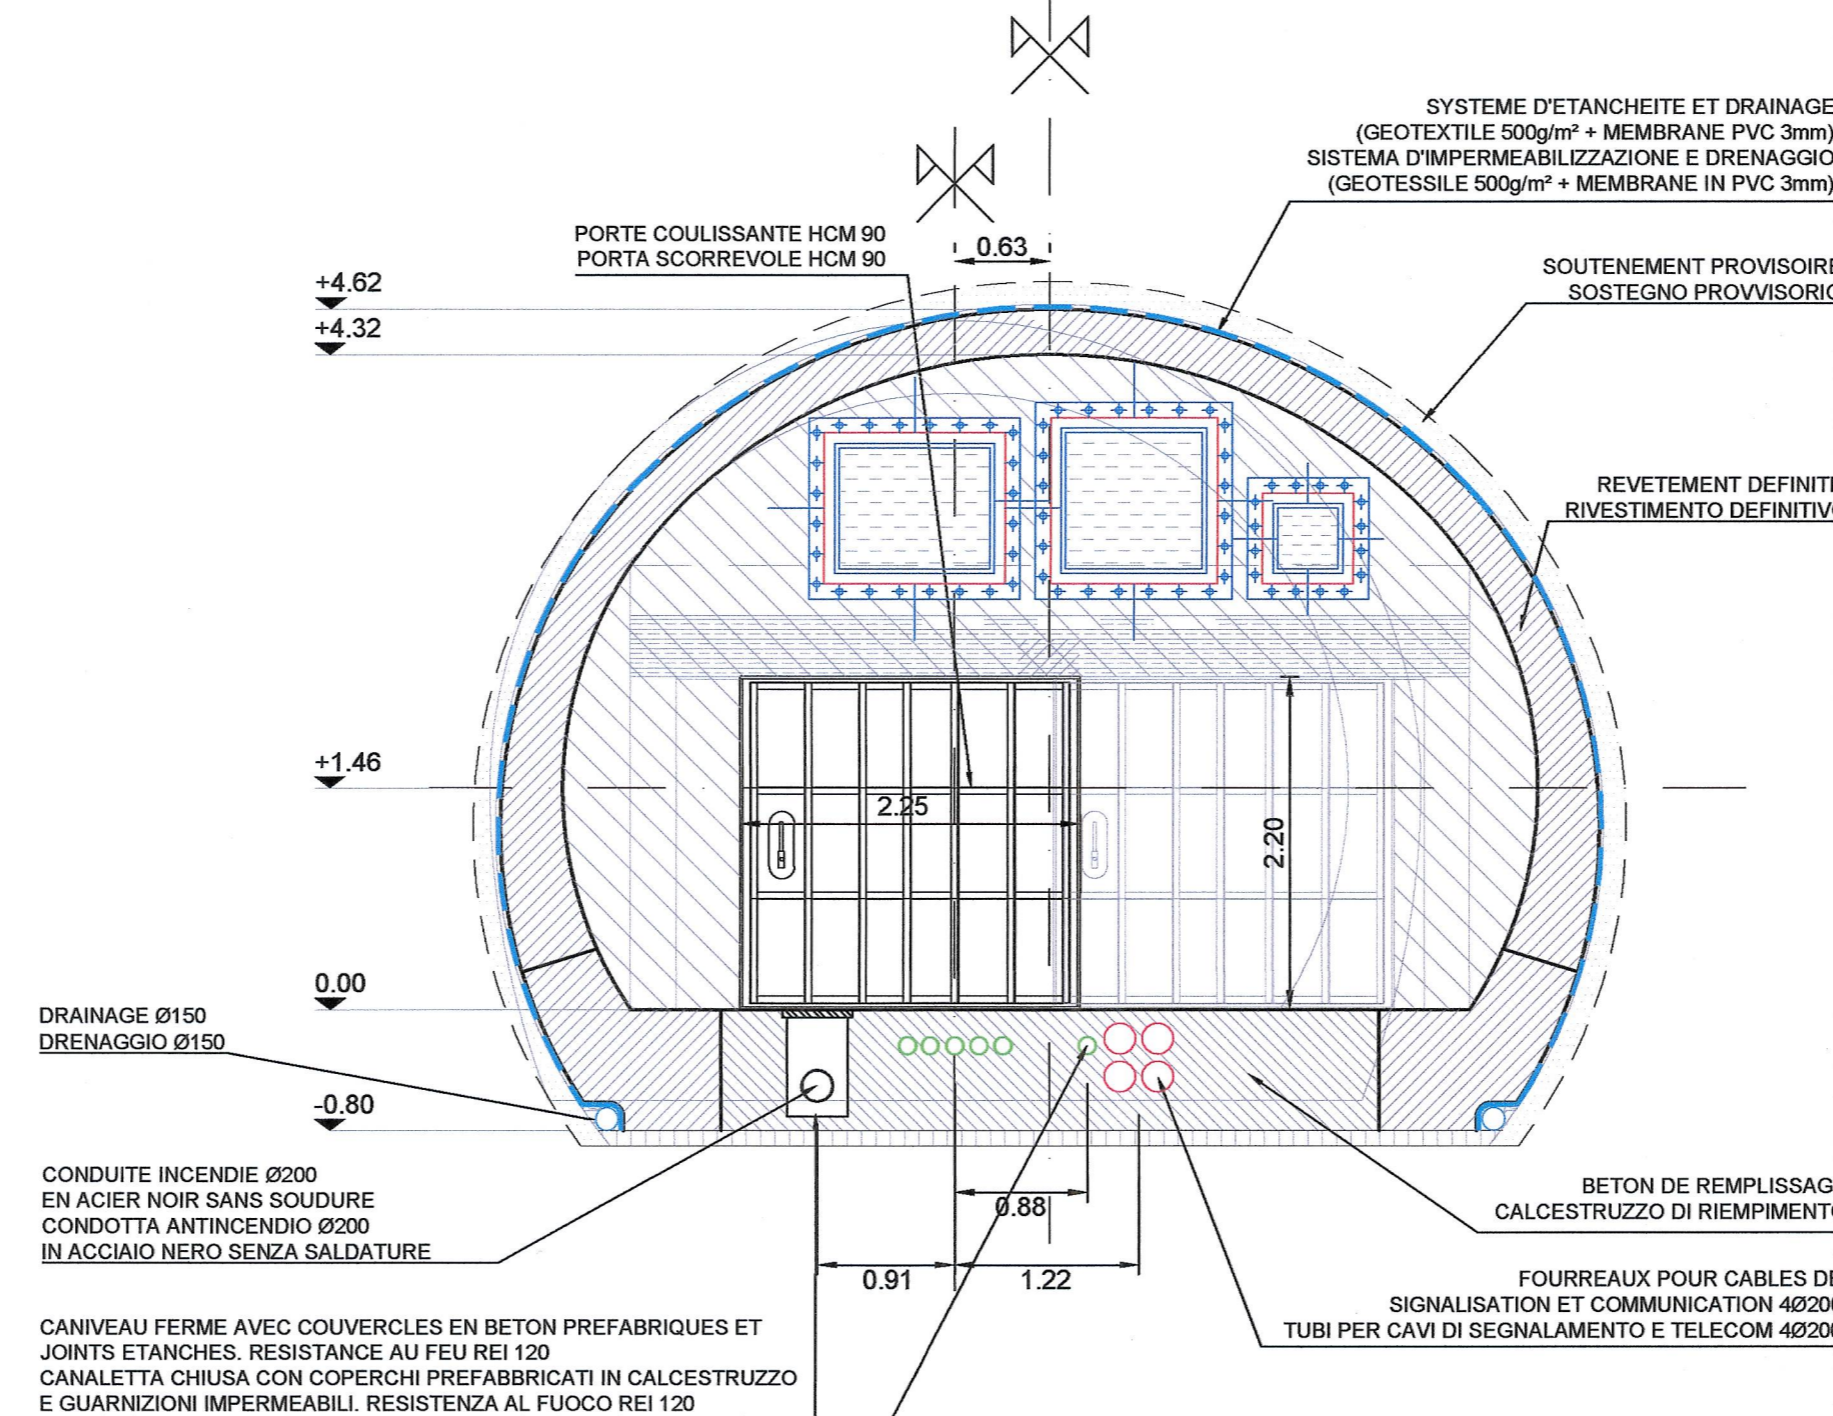 SYSTEME D'ETANCHEITE ET DRAINAGE
(GEOTEXTILE 500g/m² + MEMBRANE PVC 3mm)
SISTEMA D'IMPERMEABILIZZAZIONE E DRENAGGIO
(GEOTESSILE 500g/m² + MEMBRANE IN PVC 3mm)
PORTE COULISSANTE HCM 90
PORTA SCORREVOLE HCM 90
0.63
SOUTENEMENT PROVISOIRE
SOSTEGNO PROVVISORIO
+4.62
+4.32
REVETEMENT DEFINITI
RIVESTIMENTO DEFINITIVO
+1.46
2.25
2.20
0.00
DRAINAGE Ø150
DRENAGGIO Ø150
-0.80
CONDUITE INCENDIE Ø200
EN ACIER NOIR SANS SOUDURE
CONDOTTA ANTINCENDIO Ø200
IN ACCIAIO NERO SENZA SALDATURE
0.88
BETON DE REMPLISSAG
CALCESTRUZZO DI RIEMPIMENTO
0.91
1.22
FOURREAUX POUR CABLES DE
SIGNALISATION ET COMMUNICATION 4Ø200
TUBI PER CAVI DI SEGNALAMENTO E TELECOM 4Ø200
CANIVEAU FERME AVEC COUVERCLES EN BETON PREFABRIQUES ET
JOINTS ETANCHES. RESISTANCE AU FEU REI 120
CANALETTA CHIUSA CON COPERCHI PREFABBRICATI IN CALCESTRUZZO
E GUARNIZIONI IMPERMEABILI. RESISTENZA AL FUOCO REI 120